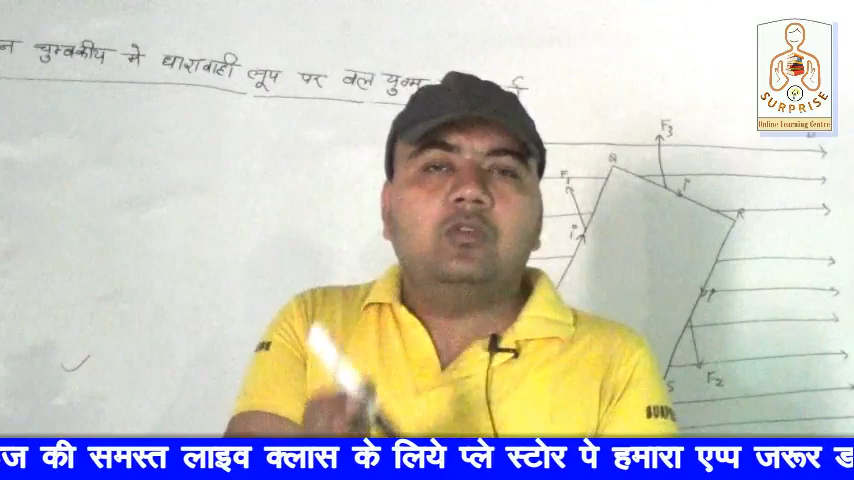 न चुम्बकीय मे धारावाही लूप पर बल युग्म
SURPRISE
Online Learning Centre
F3
Q
F1
i
R
S
F2
ज की समस्त लाइव क्लास के लिये प्ले स्टोर पे हमारा एप्प जरूर ड